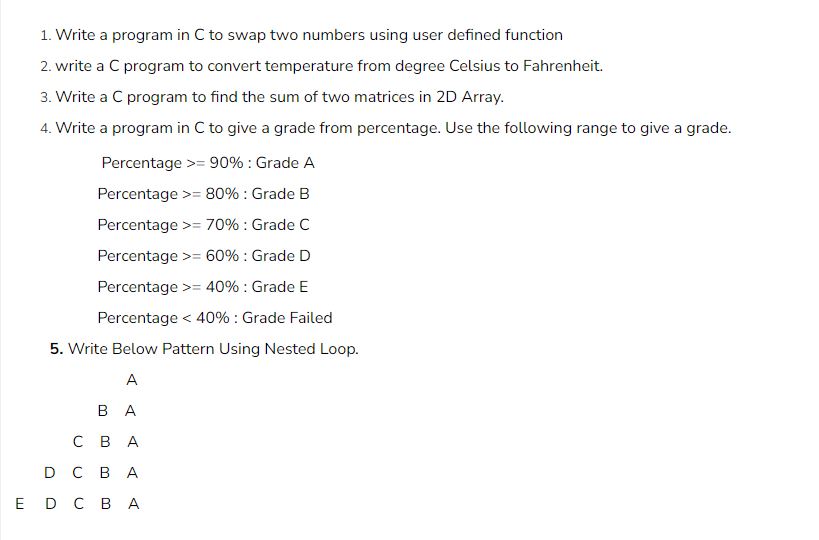 1. Write a program in C to swap two numbers using user defined function
2. write a C program to convert temperature from degree Celsius to Fahrenheit.
3. Write a C program to find the sum of two matrices in 2D Array.
4. Write a program in C to give a grade from percentage. Use the following range to give a grade.
Percentage >= 90% : Grade A
Percentage >= 80% : Grade B
Percentage >= 70% : Grade C
Percentage >= 60% : Grade D
Percentage >= 40% : Grade E
Percentage < 40% : Grade Failed
5. Write Below Pattern Using Nested Loop.
A
B A
C B A
D C B A
E D C B A